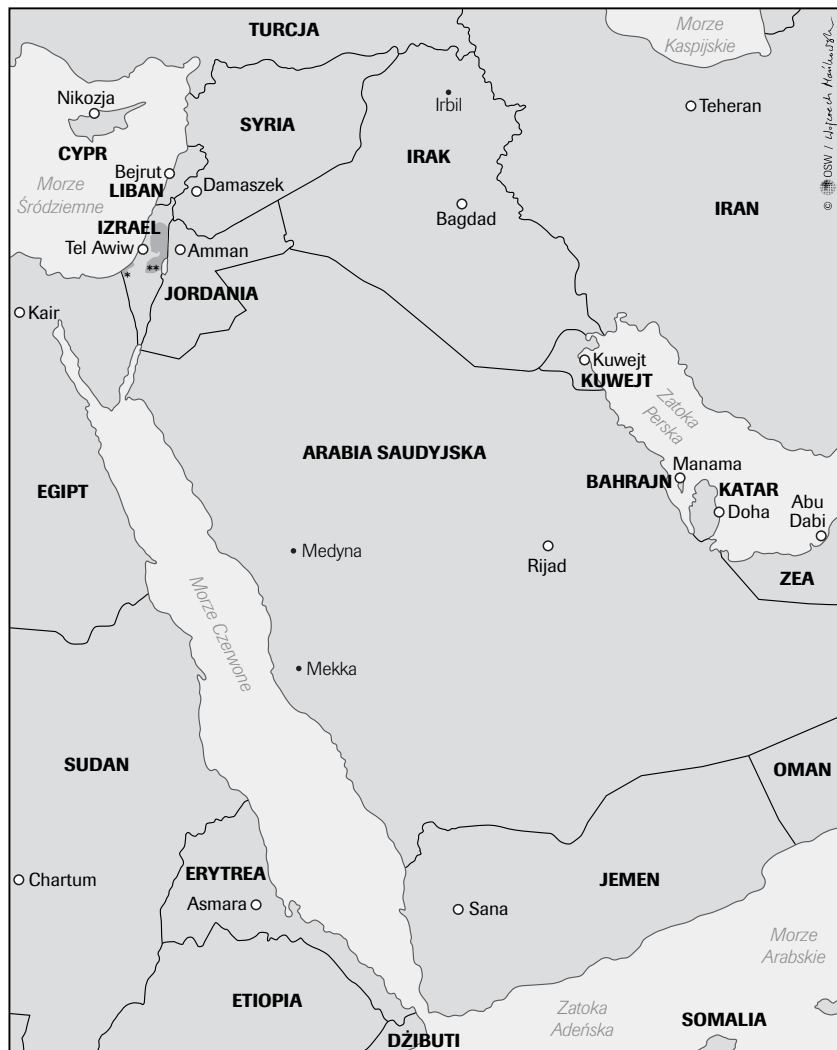 TURCJA
Morze
Kaspijskie
Nikozja
Irbil
Teheran
SYRIA
CYPR
IRAK
Bejrut
Morze
Śródziemne
LIBAN
Damaszek
Bagdad
IRAN
IZRAEL
Tel Awiw
Amman
*
**
JORDANIA
Kair
Kuwejt
KUWEJT
Zatoka
Perska
ARABIA SAUDYJSKA
Manama
BAHRAJN
KATAR
EGIPT
Doha
Abu
Dabi
Medyna
Rijad
ZEA
Morze Czerwone
Mekka
SUDAN
OMAN
ERYTREA
JEMEN
Chartum
Asmara
Sana
Morze
Arabskie
ETIOPIA
Zatoka
Adeńska
SOMALIA
DŻIBUTI
© OSW / Wojciech Mańkowski